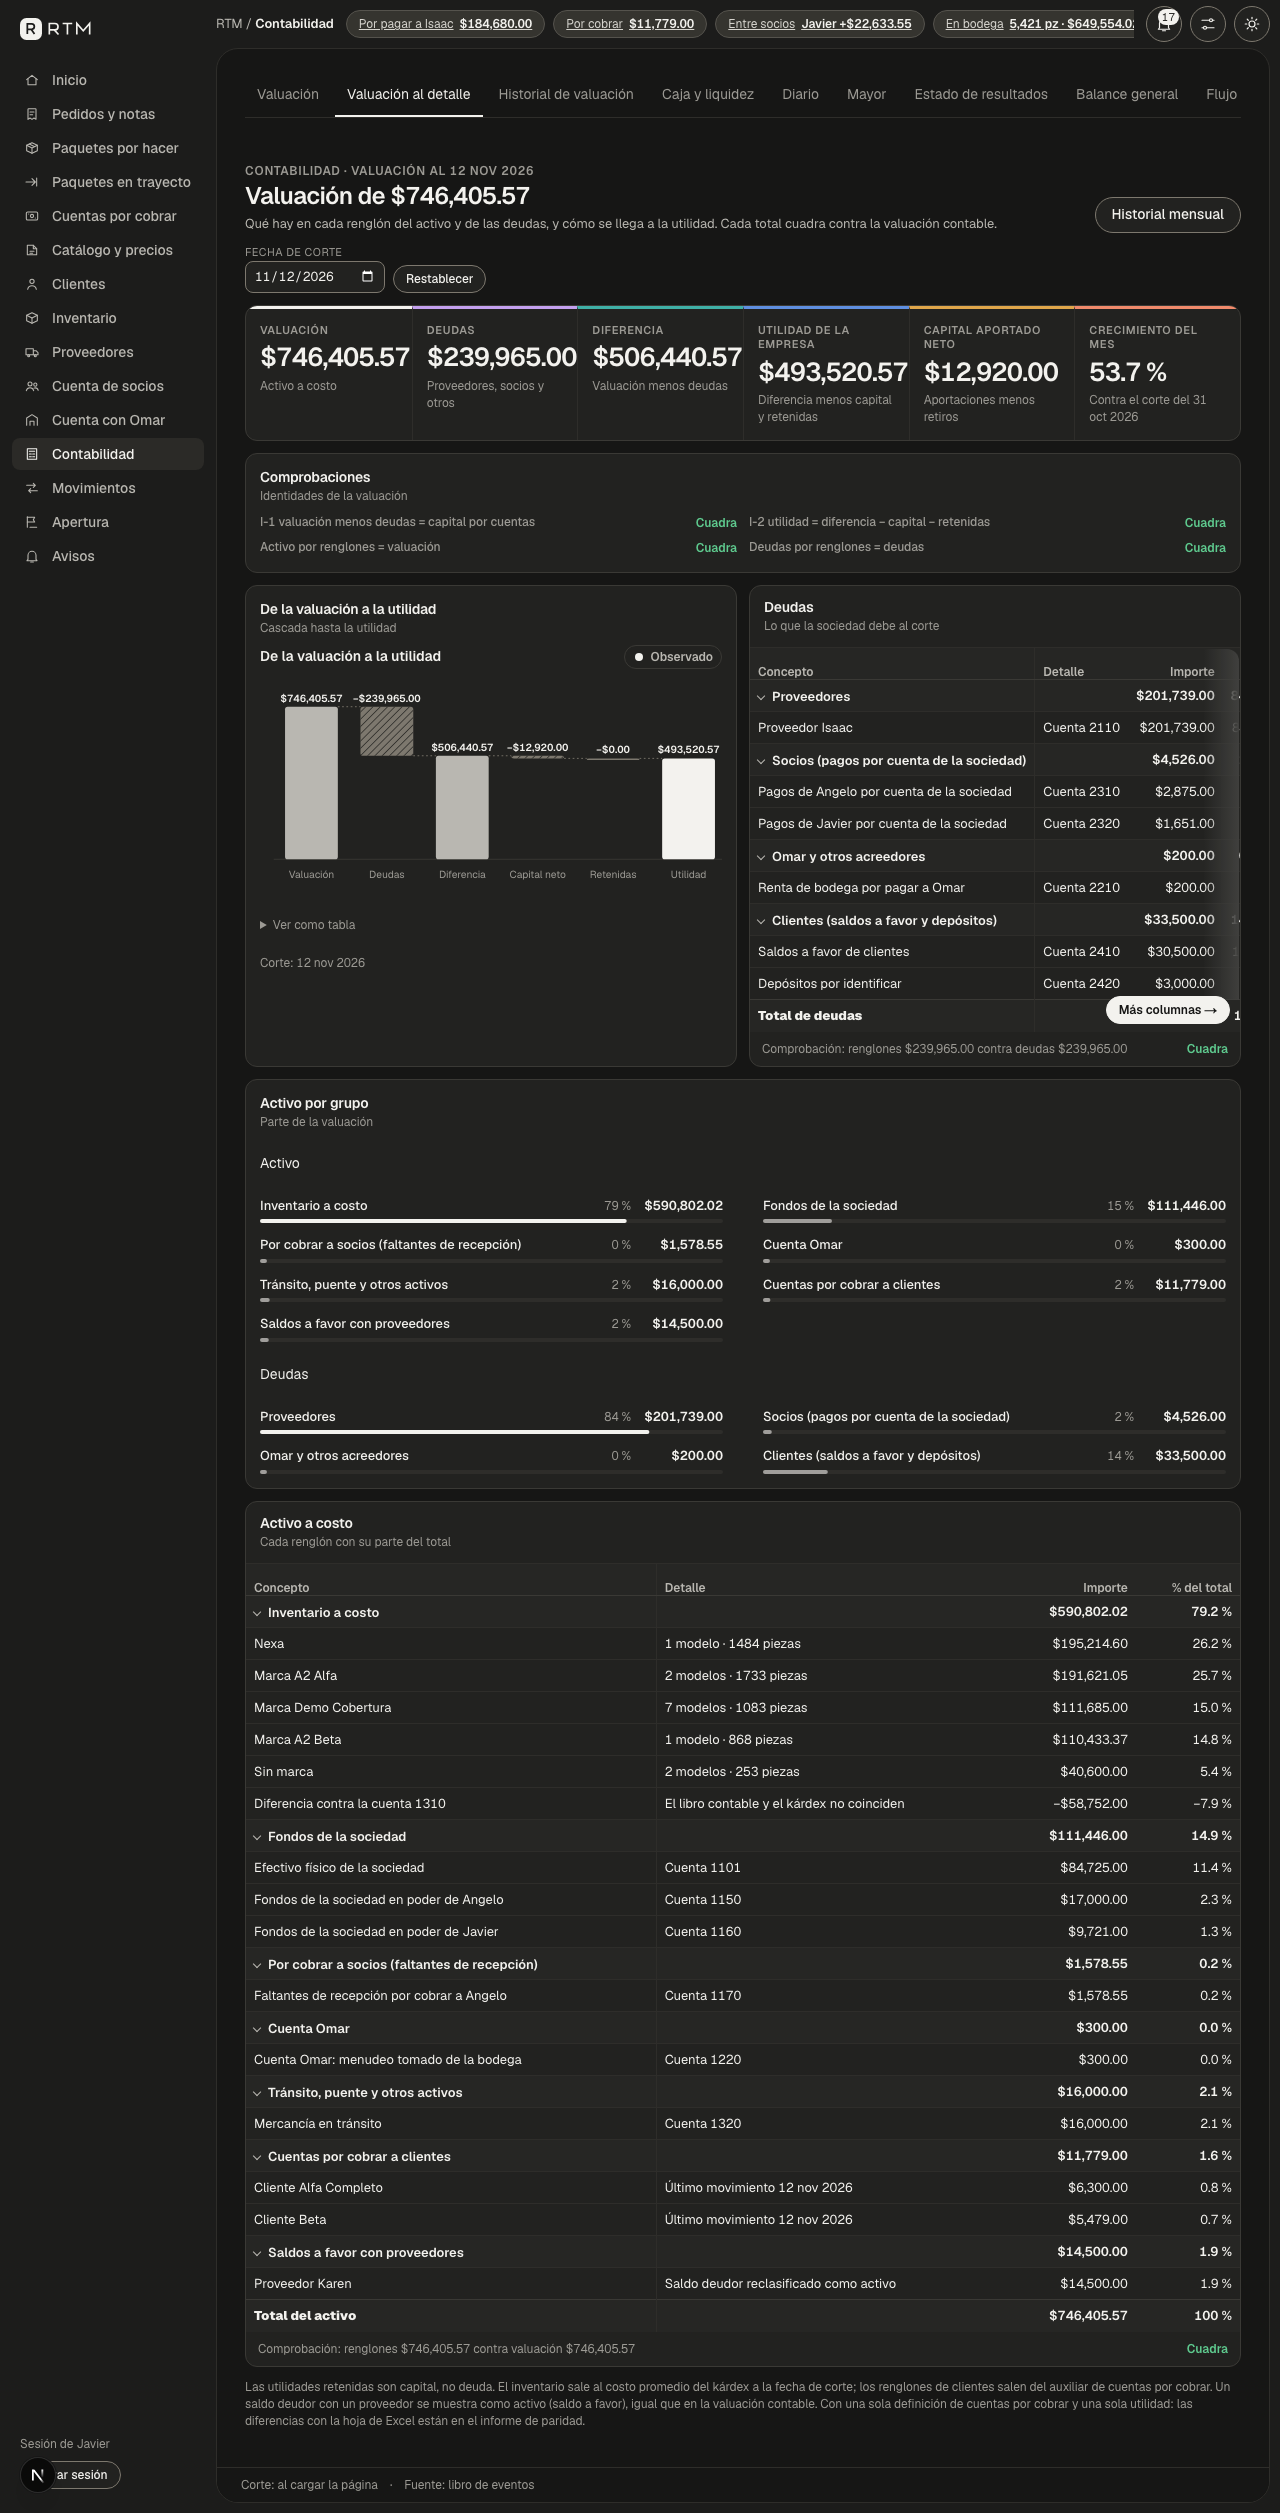 R RTM
RTM / Contabilidad
Por pagar a Isaac $184,680.00
Por cobrar $11,779.00
Entre socios Javier +$22,633.55
En bodega 5,421 pz · $649,554.0
17
Inicio
Pedidos y notas
Paquetes por hacer
Paquetes en trayecto
Cuentas por cobrar
Catálogo y precios
Clientes
Inventario
Proveedores
Cuenta de socios
Cuenta con Omar
Contabilidad
Movimientos
Apertura
Avisos
Valuación
Valuación al detalle
Historial de valuación
Caja y liquidez
Diario
Mayor
Estado de resultados
Balance general
Flujo
CONTABILIDAD · VALUACIÓN AL 12 NOV 2026
Valuación de $746,405.57
Qué hay en cada renglón del activo y de las deudas, y cómo se llega a la utilidad. Cada total cuadra contra la valuación contable.
Historial mensual
FECHA DE CORTE
11/12/2026
Restablecer
VALUACIÓN
$746,405.57
Activo a costo
DEUDAS
$239,965.00
Proveedores, socios y
otros
DIFERENCIA
$506,440.57
Valuación menos deudas
UTILIDAD DE LA
EMPRESA
$493,520.57
Diferencia menos capital
y retenidas
CAPITAL APORTADO
NETO
$12,920.00
Aportaciones menos
retiros
CRECIMIENTO DEL
MES
53.7 %
Contra el corte del 31
oct 2026
Comprobaciones
Identidades de la valuación
I-1 valuación menos deudas = capital por cuentas Cuadra
I-2 utilidad = diferencia – capital – retenidas Cuadra
Activo por renglones = valuación Cuadra
Deudas por renglones = deudas Cuadra
De la valuación a la utilidad
Cascada hasta la utilidad
De la valuación a la utilidad
Observado
$746,405.57 –$239,965.00
$506,440.57 –$12,920.00 –$0.00 $493,520.57
Valuación Deudas Diferencia Capital neto Retenidas Utilidad
Ver como tabla
Corte: 12 nov 2026
Deudas
Lo que la sociedad debe al corte
Concepto Detalle Importe
Proveedores $201,739.00
Proveedor Isaac Cuenta 2110 $201,739.00
Socios (pagos por cuenta de la sociedad) $4,526.00
Pagos de Angelo por cuenta de la sociedad Cuenta 2310 $2,875.00
Pagos de Javier por cuenta de la sociedad Cuenta 2320 $1,651.00
Omar y otros acreedores $200.00
Renta de bodega por pagar a Omar Cuenta 2210 $200.00
Clientes (saldos a favor y depósitos) $33,500.00
Saldos a favor de clientes Cuenta 2410 $30,500.00
Depósitos por identificar Cuenta 2420 $3,000.00
Más columnas →
Total de deudas
Comprobación: renglones $239,965.00 contra deudas $239,965.00 Cuadra
Activo por grupo
Parte de la valuación
Activo
Inventario a costo 79 % $590,802.02
Fondos de la sociedad 15 % $111,446.00
Por cobrar a socios (faltantes de recepción) 0 % $1,578.55
Cuenta Omar 0 % $300.00
Tránsito, puente y otros activos 2 % $16,000.00
Cuentas por cobrar a clientes 2 % $11,779.00
Saldos a favor con proveedores 2 % $14,500.00
Deudas
Proveedores 84 % $201,739.00
Socios (pagos por cuenta de la sociedad) 2 % $4,526.00
Omar y otros acreedores 0 % $200.00
Clientes (saldos a favor y depósitos) 14 % $33,500.00
Activo a costo
Cada renglón con su parte del total
Concepto Detalle Importe % del total
Inventario a costo $590,802.02 79.2 %
Nexa 1 modelo · 1484 piezas $195,214.60 26.2 %
Marca A2 Alfa 2 modelos · 1733 piezas $191,621.05 25.7 %
Marca Demo Cobertura 7 modelos · 1083 piezas $111,685.00 15.0 %
Marca A2 Beta 1 modelo · 868 piezas $110,433.37 14.8 %
Sin marca 2 modelos · 253 piezas $40,600.00 5.4 %
Diferencia contra la cuenta 1310 El libro contable y el kárdex no coinciden –$58,752.00 –7.9 %
Fondos de la sociedad $111,446.00 14.9 %
Efectivo físico de la sociedad Cuenta 1101 $84,725.00 11.4 %
Fondos de la sociedad en poder de Angelo Cuenta 1150 $17,000.00 2.3 %
Fondos de la sociedad en poder de Javier Cuenta 1160 $9,721.00 1.3 %
Por cobrar a socios (faltantes de recepción) $1,578.55 0.2 %
Faltantes de recepción por cobrar a Angelo Cuenta 1170 $1,578.55 0.2 %
Cuenta Omar $300.00 0.0 %
Cuenta Omar: menudeo tomado de la bodega Cuenta 1220 $300.00 0.0 %
Tránsito, puente y otros activos $16,000.00 2.1 %
Mercancía en tránsito Cuenta 1320 $16,000.00 2.1 %
Cuentas por cobrar a clientes $11,779.00 1.6 %
Cliente Alfa Completo Último movimiento 12 nov 2026 $6,300.00 0.8 %
Cliente Beta Último movimiento 12 nov 2026 $5,479.00 0.7 %
Saldos a favor con proveedores $14,500.00 1.9 %
Proveedor Karen Saldo deudor reclasificado como activo $14,500.00 1.9 %
Total del activo $746,405.57 100 %
Comprobación: renglones $746,405.57 contra valuación $746,405.57 Cuadra
Las utilidades retenidas son capital, no deuda. El inventario sale al costo promedio del kárdex a la fecha de corte; los renglones de clientes salen del auxiliar de cuentas por cobrar. Un
saldo deudor con un proveedor se muestra como activo (saldo a favor), igual que en la valuación contable. Con una sola definición de cuentas por cobrar y una sola utilidad: las
diferencias con la hoja de Excel están en el informe de paridad.
Sesión de Javier
N ar sesión
Corte: al cargar la página · Fuente: libro de eventos